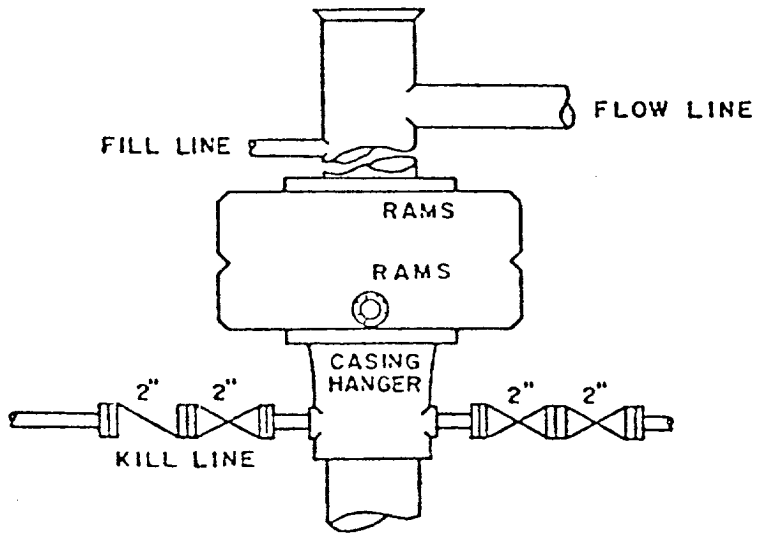 FLOW LINE
FILL LINE
RAMS
RAMS
CASING
HANGER
2" 2" 2" 2"
KILL LINE